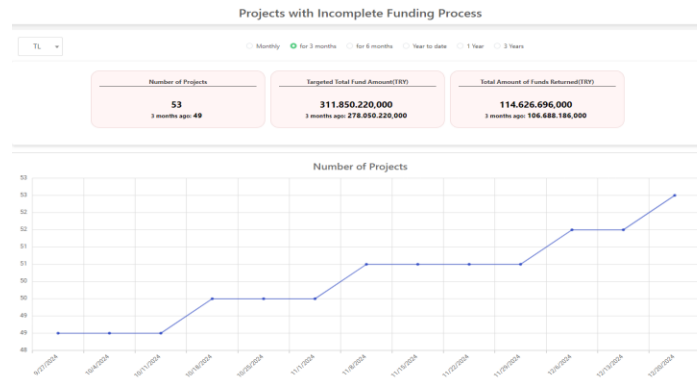 Projects with Incomplete Funding Process
TL
Monthly for 3 months for 6 months Year to date 1 Year 3 Years
Number of Projects
53
3 months ago: 49
Targeted Total Fund Amount(TRY)
311.850.220,000
3 months ago: 278.050.220,000
Total Amount of Funds Returned(TRY)
114.626.696,000
3 months ago: 106.688.186,000
Number of Projects
53
53
52
52
51
51
50
50
49
49
48
9/27/2024
10/4/2024
10/11/2024
10/18/2024
10/25/2024
11/1/2024
11/8/2024
11/15/2024
11/22/2024
11/29/2024
12/6/2024
12/13/2024
12/20/2024